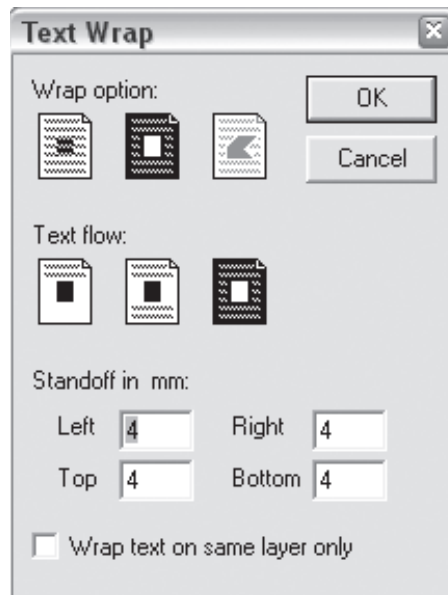 Text Wrap
Wrap option:
OK
Cancel
Text flow:
Standoff in mm:
Left 4 Right 4
Top 4 Bottom 4
Wrap text on same layer only